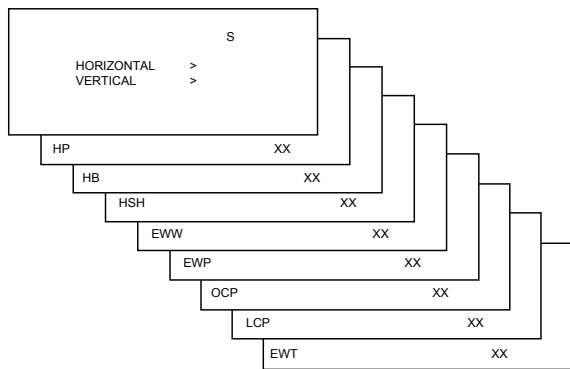 S
HORIZONTAL >
VERTICAL >
HP XX
HB XX
HSH XX
EWW XX
EWP XX
OCP XX
LCP XX
EWT XX